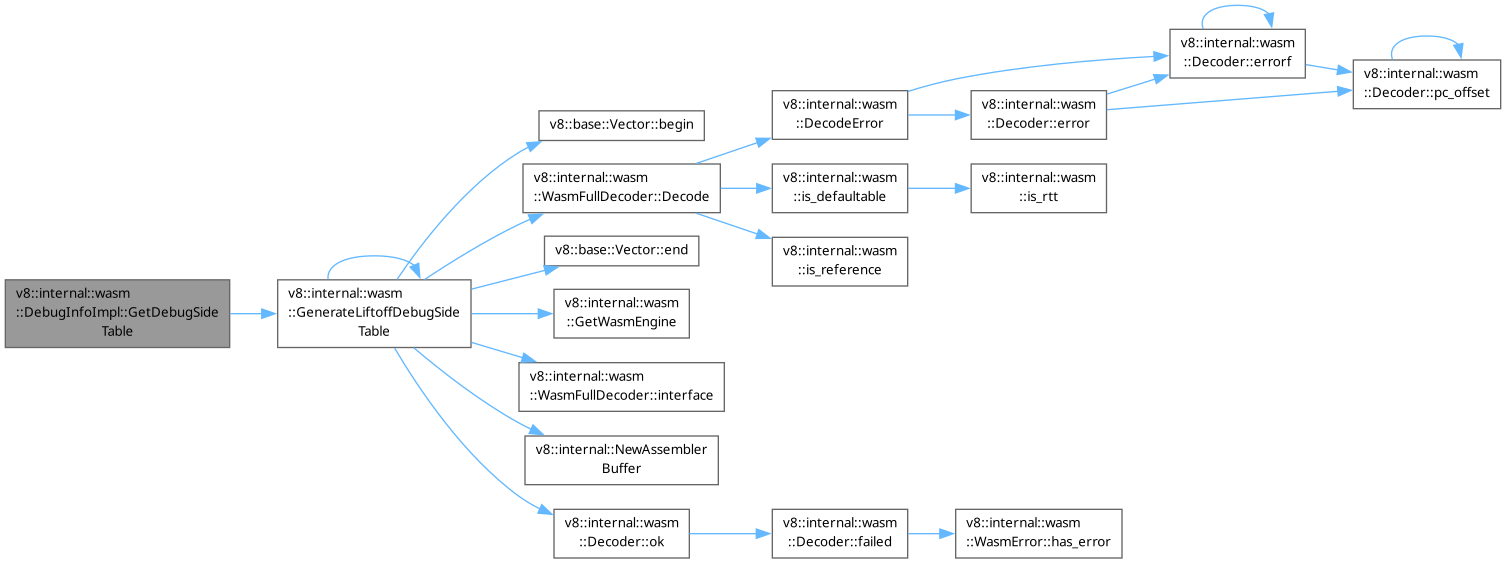 v8::internal::wasm
::DebugInfoImpl::GetDebugSide
Table
v8::internal::wasm
::GenerateLiftoffDebugSide
Table
v8::base::Vector::begin
v8::internal::wasm
::WasmFullDecoder::Decode
v8::internal::wasm
::DecodeError
v8::internal::wasm
::Decoder::error
v8::internal::wasm
::Decoder::errorf
v8::internal::wasm
::Decoder::pc_offset
v8::internal::wasm
::is_defaultable
v8::internal::wasm
::is_rtt
v8::internal::wasm
::is_reference
v8::base::Vector::end
v8::internal::wasm
::GetWasmEngine
v8::internal::wasm
::WasmFullDecoder::interface
v8::internal::NewAssembler
Buffer
v8::internal::wasm
::Decoder::ok
v8::internal::wasm
::Decoder::failed
v8::internal::wasm
::WasmError::has_error